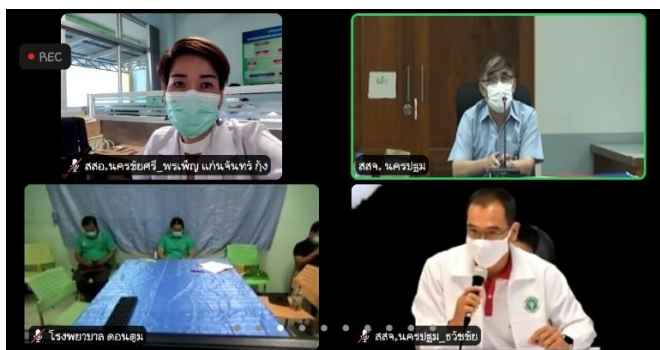 REC
สสอ.นครชัยศรี_พรเพ็ญ แก่นจันทร์ กุ้ง
สสจ. นครปฐม
โรงพยาบาล ดอนตูม
สสจ.นครปฐม_ธวัชชัย